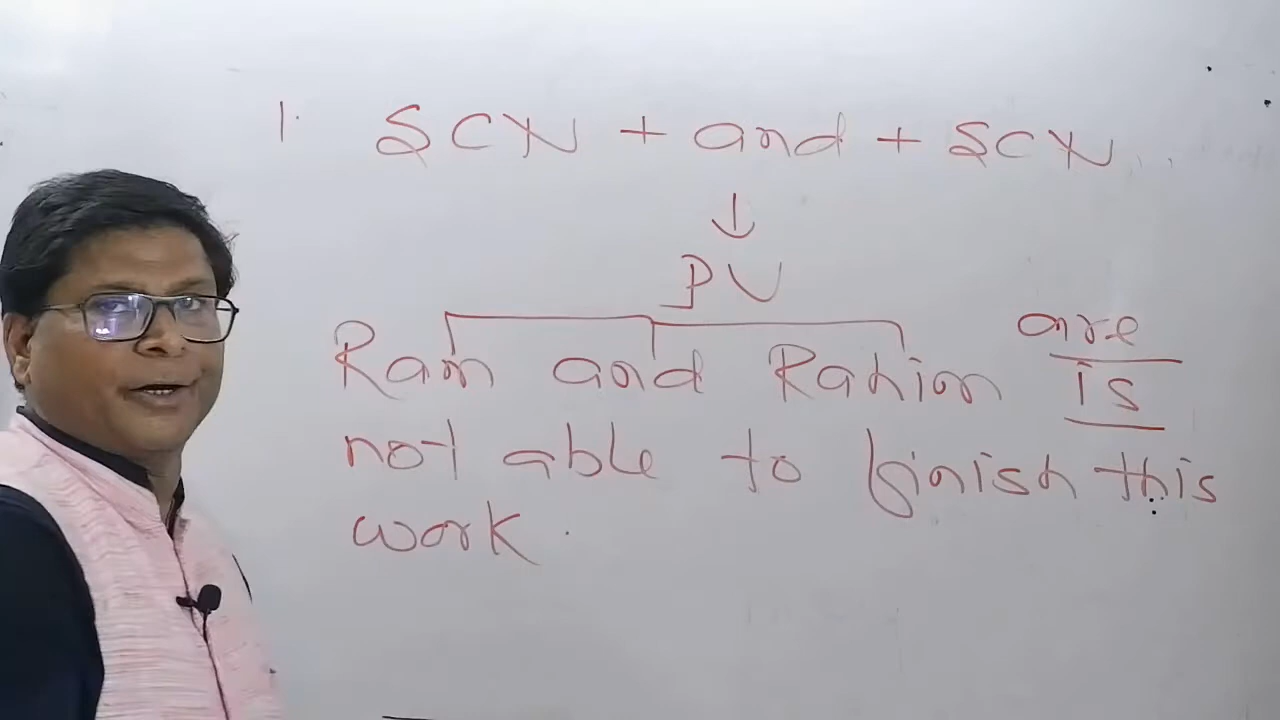 1. SCN + and + SCN
↓
PV
are
Ram and Rahim is
not able to finish this
work.